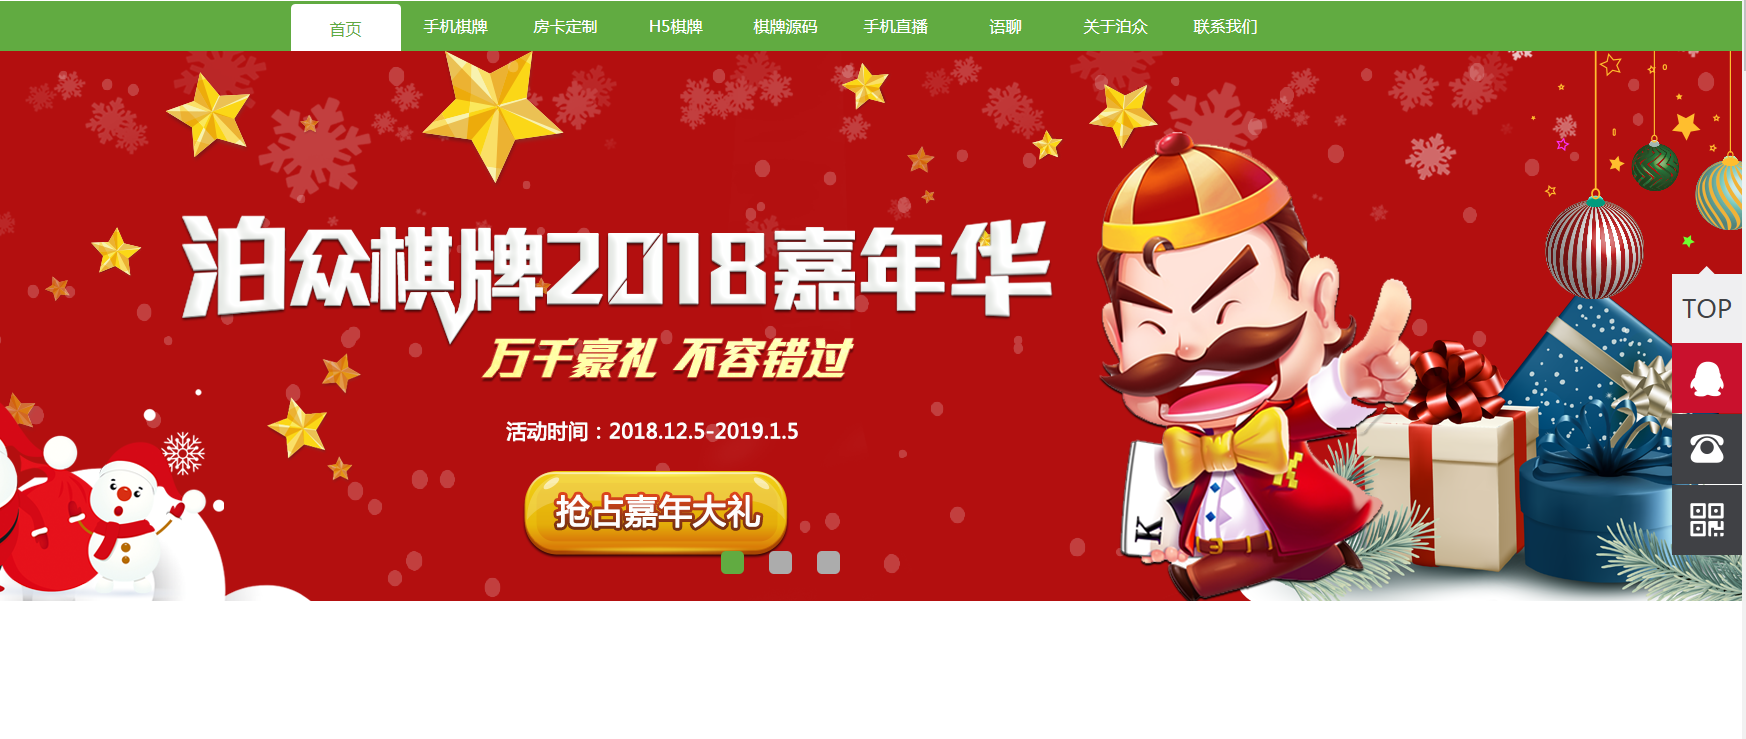 首页 手机棋牌 房卡定制 H5棋牌 棋牌源码 手机直播 语聊 关于泊众 联系我们
泊众棋牌2018嘉年华
万千豪礼 不容错过
活动时间：2018.12.5-2019.1.5
抢占嘉年大礼
TOP
K